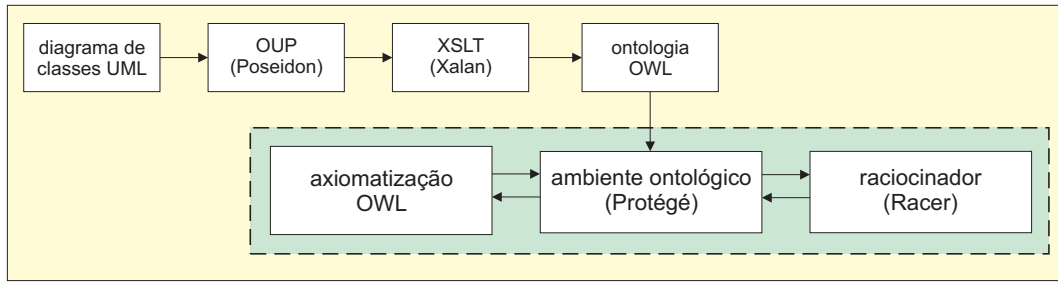 diagrama de
classes UML
OUP
(Poseidon)
XSLT
(Xalan)
ontologia
OWL
axiomatização
OWL
ambiente ontológico
(Protégé)
raciocinador
(Racer)